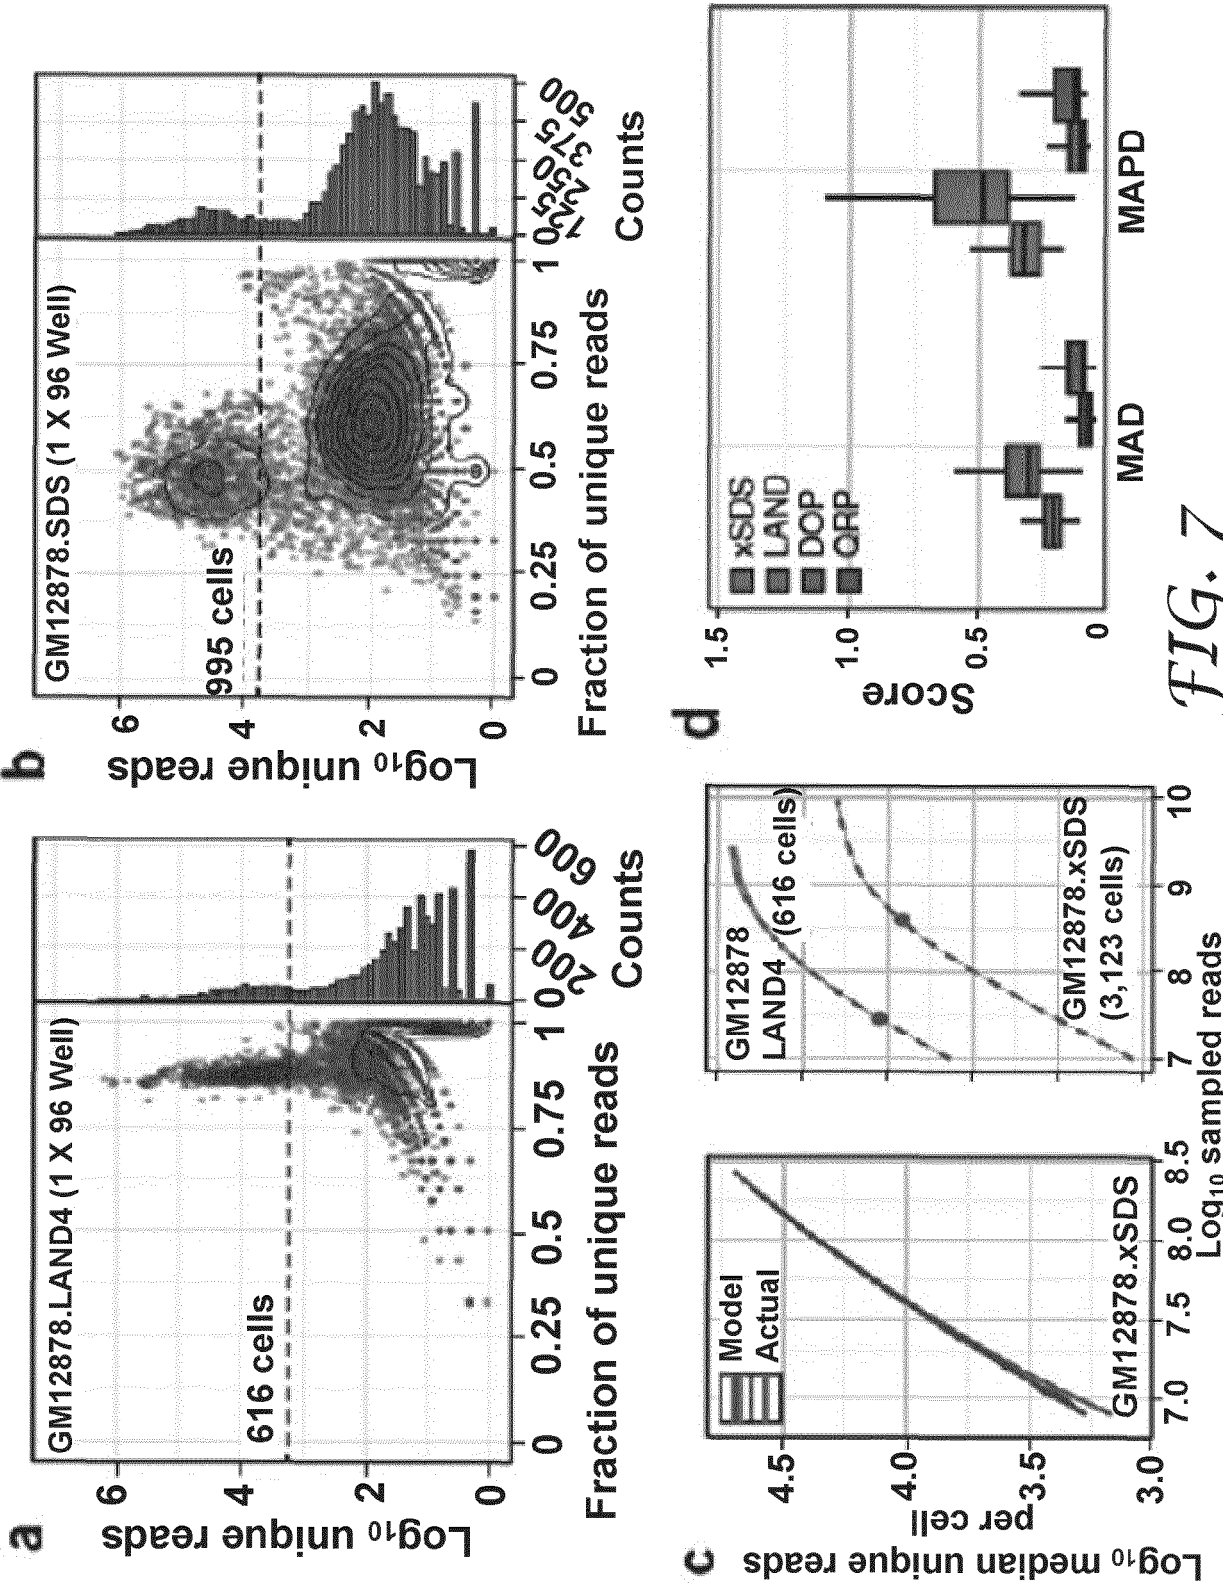 a
GM12878.LAND4 (1 X 96 Well)
616 cells
Log10 unique reads
6
4
2
0
0
0.25
0.5
0.75
1
Fraction of unique reads
0
200
400
600
Counts
b
GM12878.SDS (1 X 96 Well)
995 cells
Log10 unique reads
6
4
2
0
0
0.25
0.5
0.75
1
Fraction of unique reads
0
125
250
375
500
Counts
c
Log10 median unique reads
per cell
4.5
4.0
3.5
3.0
Model
Actual
GM12878.xSDS
7.0
7.5
8.0
8.5
GM12878
LAND4 (616 cells)
GM12878.xSDS
(3,123 cells)
7
8
9
10
Log10 sampled reads
d
Score
1.5
1.0
0.5
0
xSDS
LAND
DOP
QRP
MAD
MAPD
FIG. 7